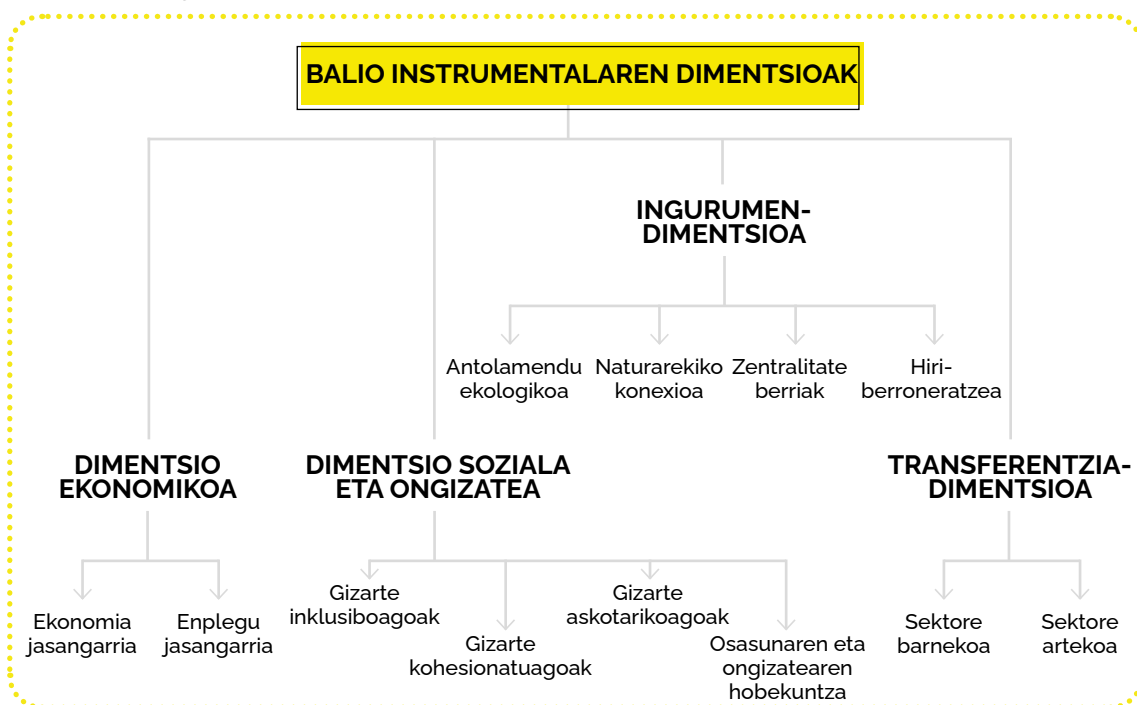 BALIO INSTRUMENTALAREN DIMENTSIOAK
INGURUMEN-
DIMENTSIOA
Antolamendu
ekologikoa
Naturarekiko
konexioa
Zentralitate
berriak
Hiri-
berroneratzea
DIMENTSIO
EKONOMIKOA
Ekonomia
jasangarria
Enplegu
jasangarria
DIMENTSIO SOZIALA
ETA ONGIZATEA
Gizarte
inklusiboagoak
Gizarte
kohesionatuagoak
Gizarte
askotarikoagoak
Osasunaren eta
ongizatearen
hobekuntza
TRANSFERENTZIA-
DIMENTSIOA
Sektore
barnekoa
Sektore
artekoa